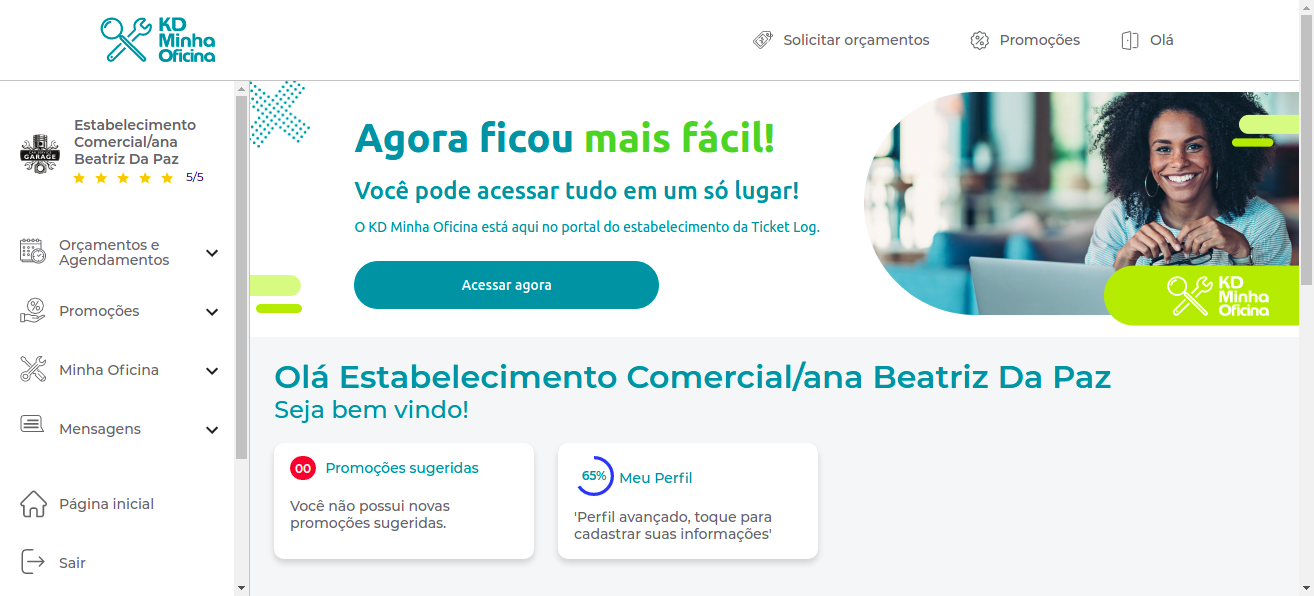 KD
Minha
Oficina
Solicitar orçamentos
Promoções
Olá
Estabelecimento
Comercial/ana
Beatriz Da Paz
GARAGE
5/5
Orçamentos e
Agendamentos
Promoções
Minha Oficina
Mensagens
Página inicial
Sair
Agora ficou mais fácil!
Você pode acessar tudo em um só lugar!
O KD Minha Oficina está aqui no portal do estabelecimento da Ticket Log.
Acessar agora
KD
Minha
Oficina
Olá Estabelecimento Comercial/ana Beatriz Da Paz
Seja bem vindo!
00 Promoções sugeridas
Você não possui novas
promoções sugeridas.
65% Meu Perfil
'Perfil avançado, toque para
cadastrar suas informações'